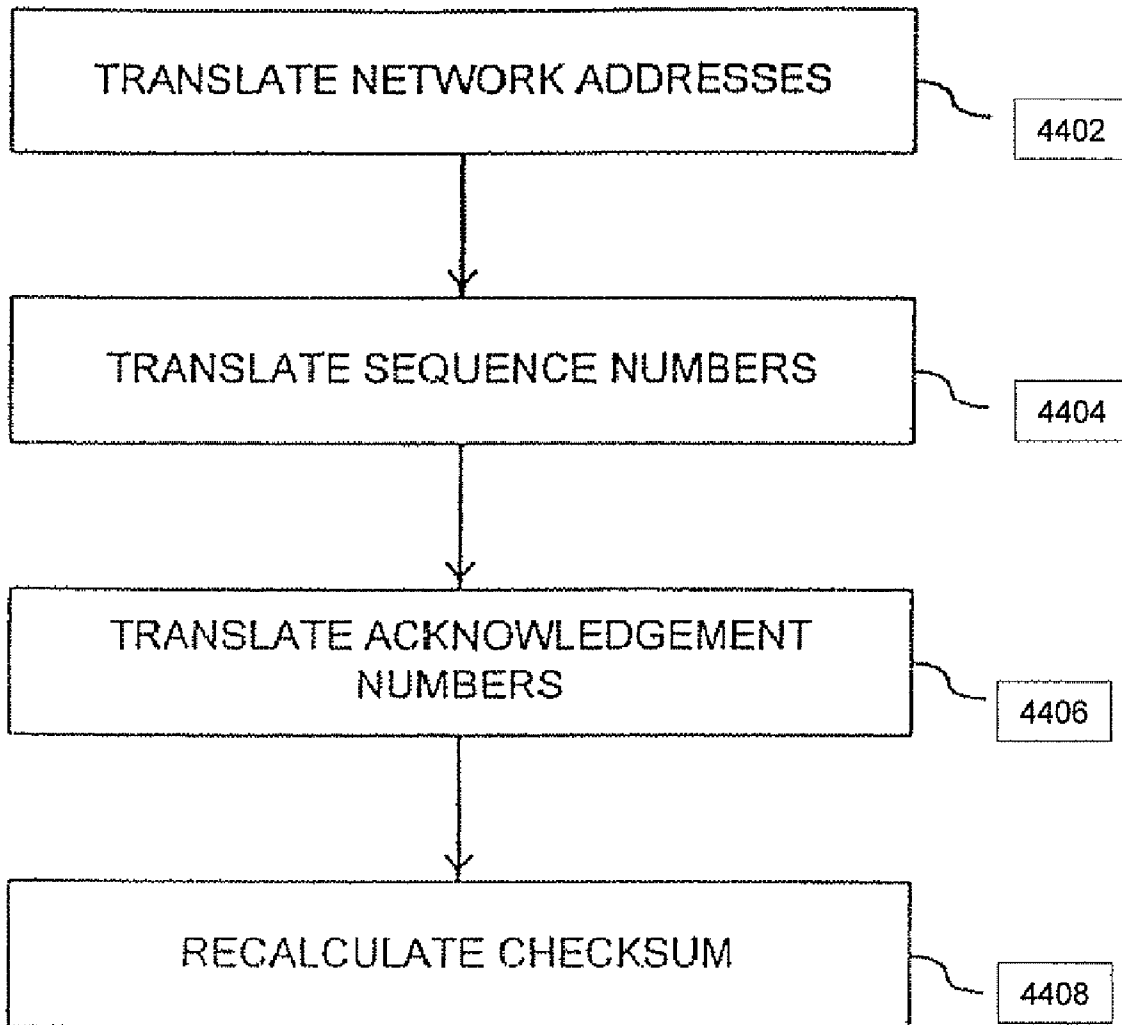 TRANSLATE NETWORK ADDRESSES
4402
TRANSLATE SEQUENCE NUMBERS
4404
TRANSLATE ACKNOWLEDGEMENT
NUMBERS
4406
RECALCULATE CHECKSUM
4408